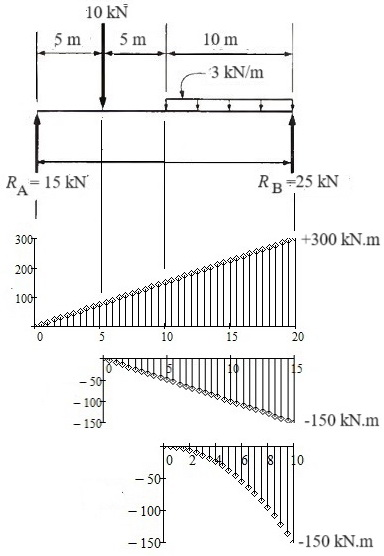 10 kN
5 m 5 m 10 m
3 kN/m
R A = 15 kN R B = 25 kN
300
200
100
+300 kN.m
0 5 10 15 20
0 5 10 15
-50
-100
-150
-150 kN.m
0 2 4 6 8 10
-50
-100
-150
-150 kN.m